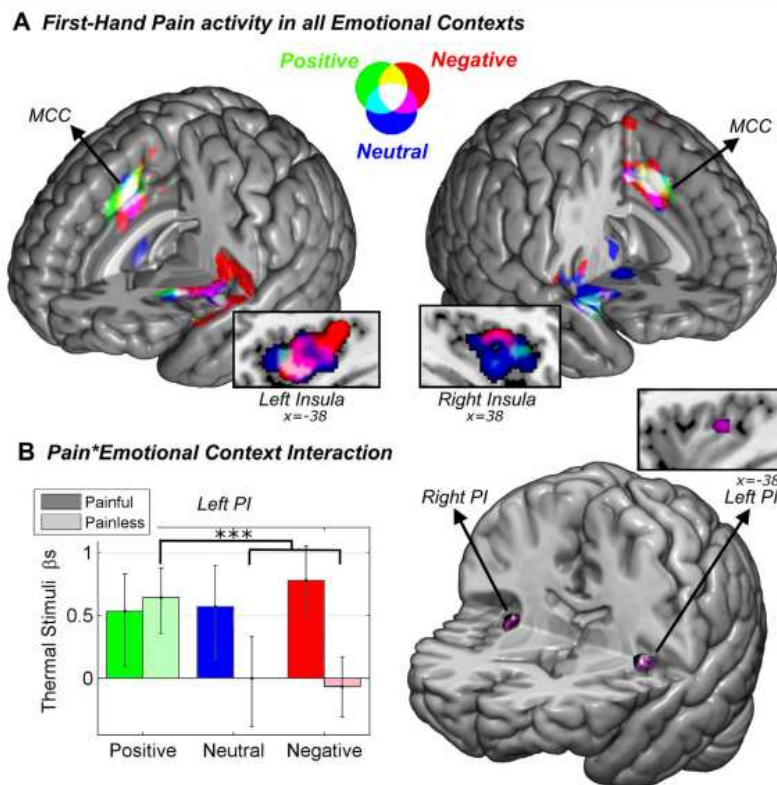 A First-Hand Pain activity in all Emotional Contexts
Positive
Negative
Neutral
MCC
MCC
Left Insula
x=-38
Right Insula
x=38
B Pain*Emotional Context Interaction
x=-38
Painful
Painless
Left PI
***
Right PI
Left PI
1
0.5
0
Thermal Stimuli βs
Positive
Neutral
Negative